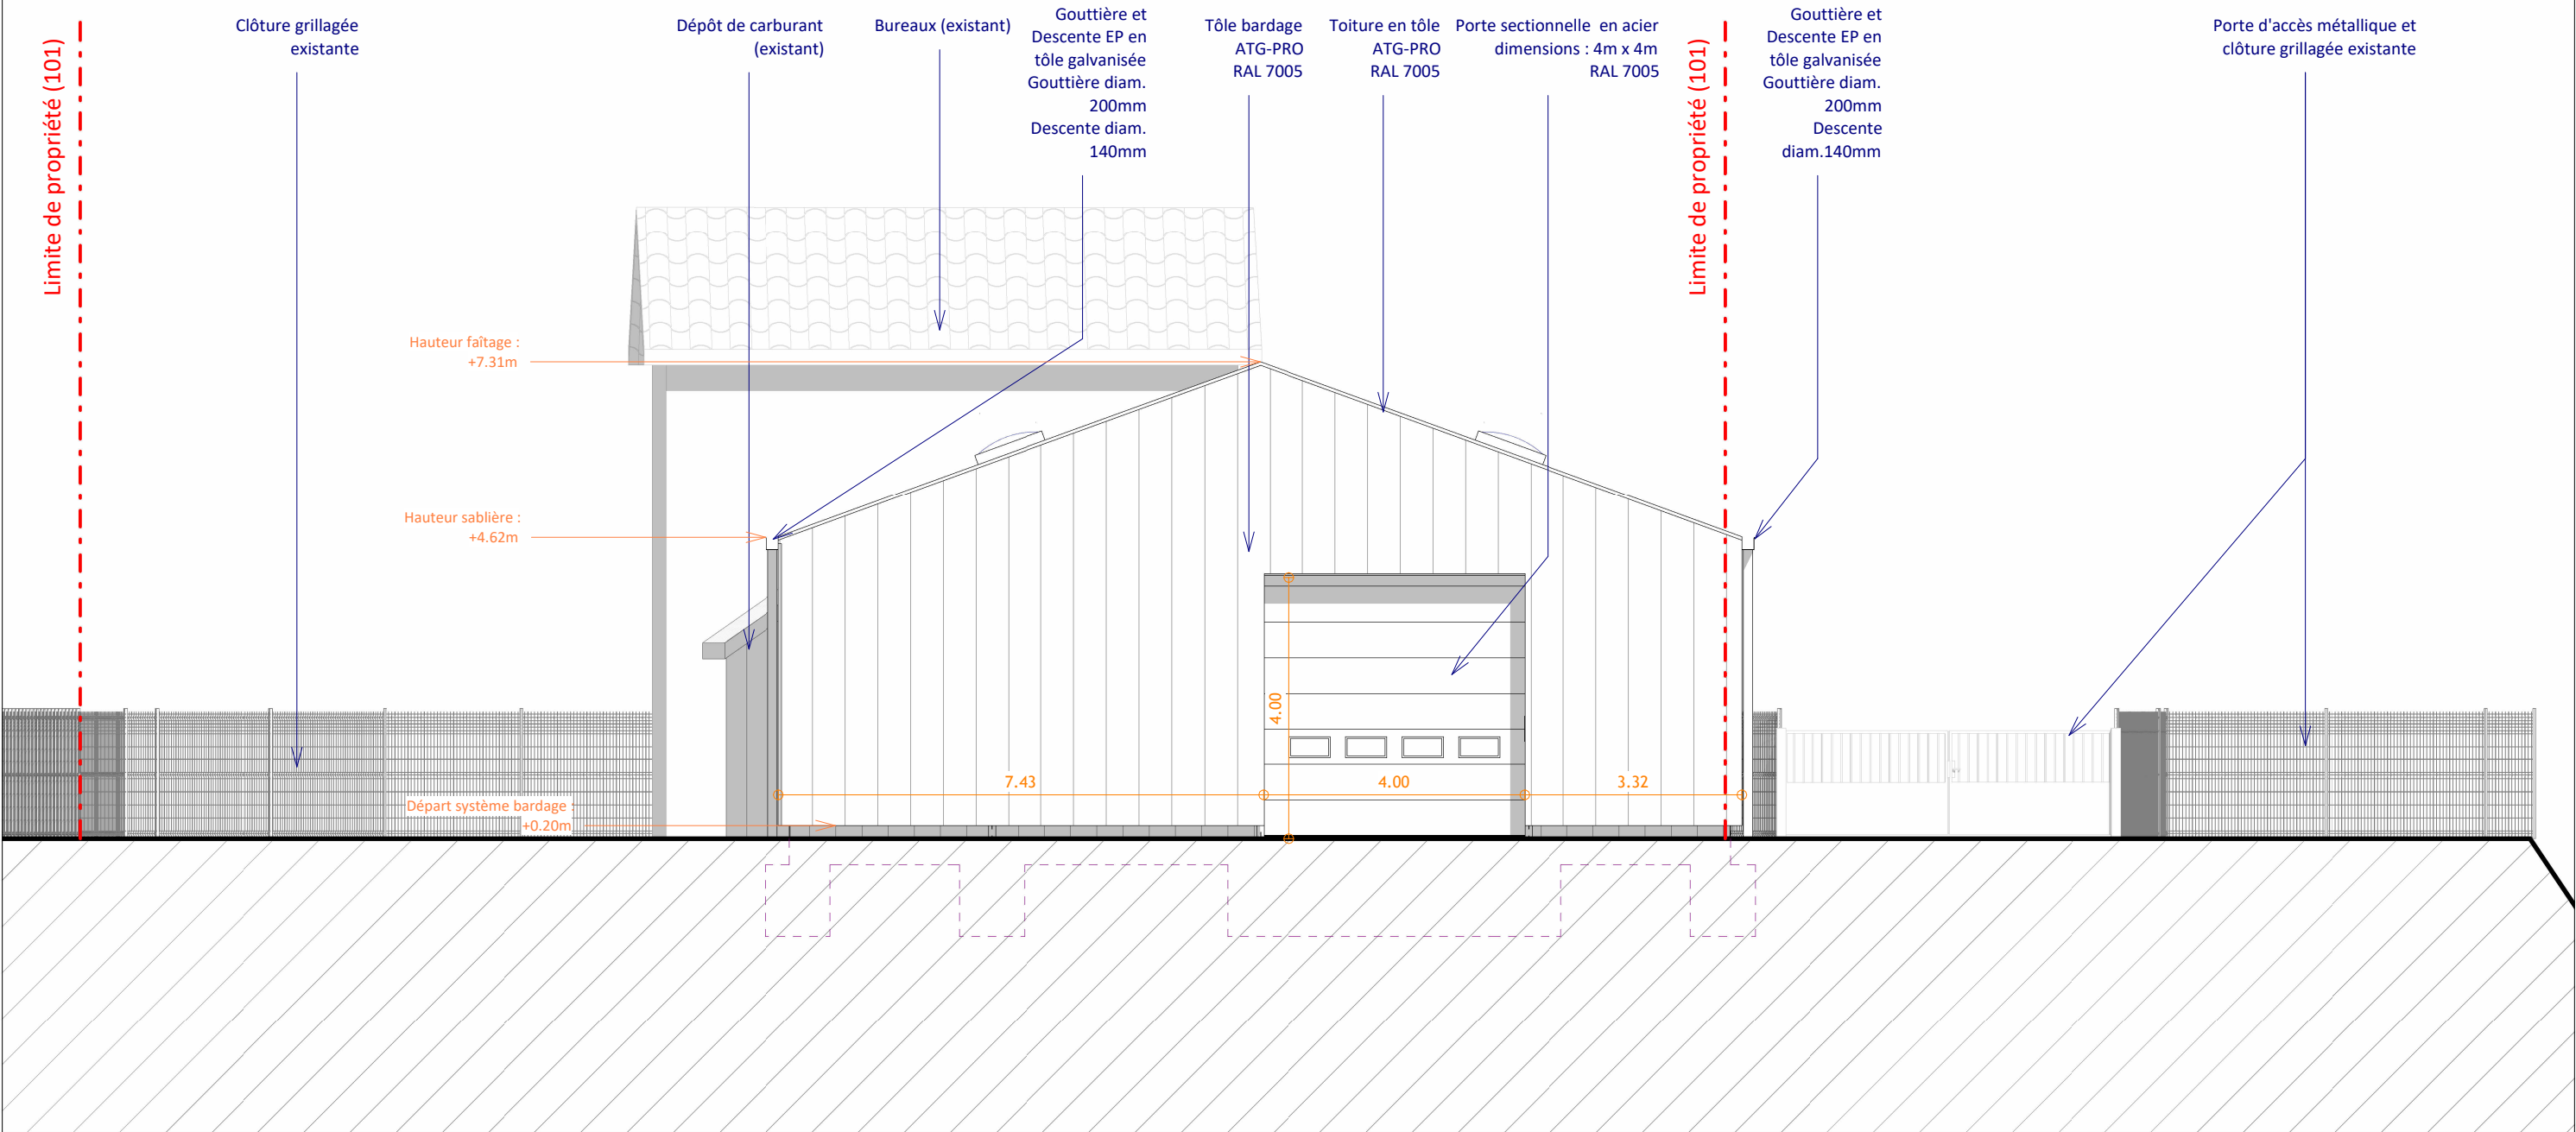 Limite de propriété (101)
Clôture grillagée
existante
Dépôt de carburant
(existant)
Bureaux (existant)
Gouttière et
Descente EP en
tôle galvanisée
Gouttière diam.
200mm
Descente diam.
140mm
Tôle bardage
ATG-PRO
RAL 7005
Toiture en tôle
ATG-PRO
RAL 7005
Porte sectionnelle  en acier
dimensions : 4m x 4m
RAL 7005
Limite de propriété (101)
Gouttière et
Descente EP en
tôle galvanisée
Gouttière diam.
200mm
Descente
diam.140mm
Porte d'accès métallique et
clôture grillagée existante
Hauteur faîtage :
+7.31m
Hauteur sablière :
+4.62m
4.00
7.43
4.00
3.32
Départ système bardage :
+0.20m